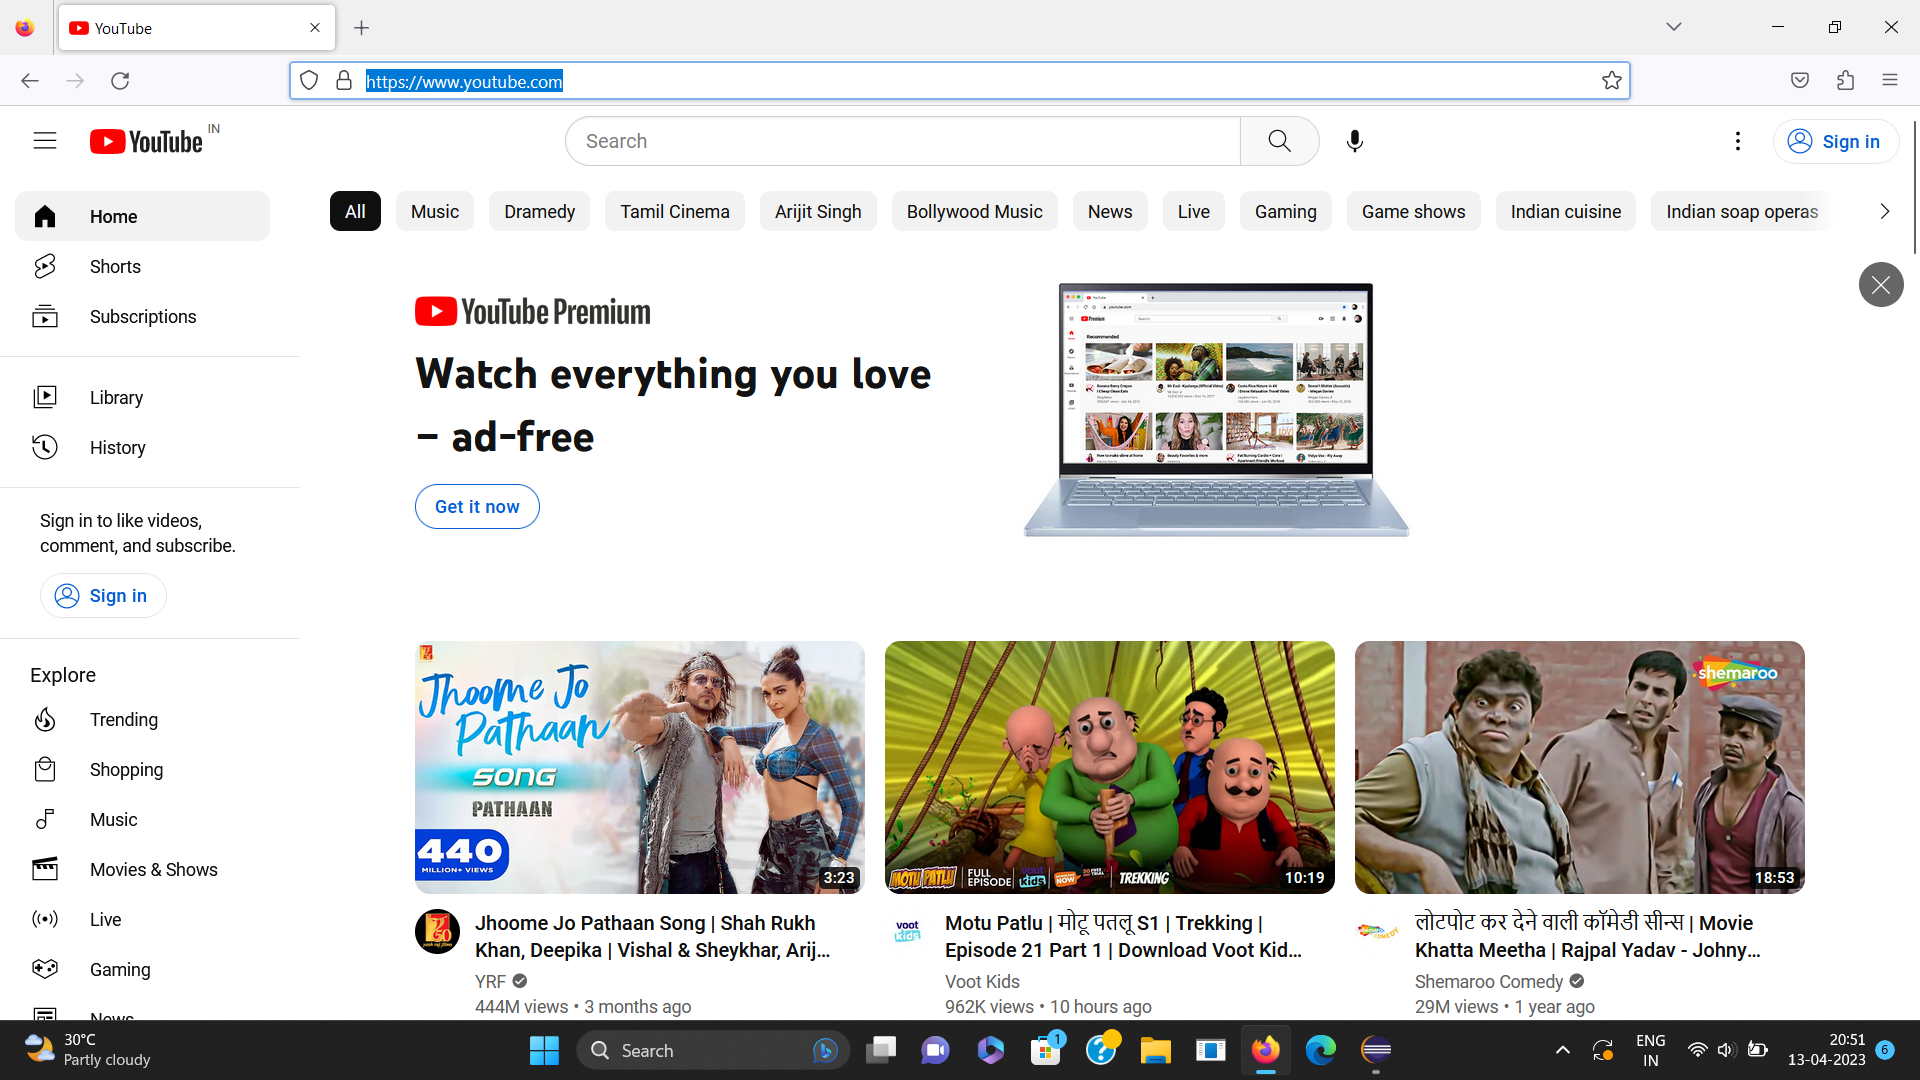 YouTube
https://www.youtube.com
YouTube IN
Search
Sign in
Home
Shorts
Subscriptions
Library
History
Sign in to like videos,
comment, and subscribe.
Sign in
Explore
Trending
Shopping
Music
Movies & Shows
Live
Gaming
News
All
Music
Dramedy
Tamil Cinema
Arijit Singh
Bollywood Music
News
Live
Gaming
Game shows
Indian cuisine
Indian soap operas
YouTube Premium
Watch everything you love
– ad-free
Get it now
Premium
Search
Recommended
Jhoome Jo
Pathaan
SONG
PATHAAN
440
MILLION+ VIEWS
3:23
Jhoome Jo Pathaan Song | Shah Rukh
Khan, Deepika | Vishal & Sheykhar, Arij...
YRF
444M views • 3 months ago
MOTU PATLU
FULL
EPISODE
voot
kids
TREKKING
10:19
voot
kids
Motu Patlu | मोटू पतलू S1 | Trekking |
Episode 21 Part 1 | Download Voot Kid...
Voot Kids
962K views • 10 hours ago
shemaroo
18:53
लोटपोट कर देने वाली कॉमेडी सीन्स | Movie
Khatta Meetha | Rajpal Yadav - Johny...
Shemaroo Comedy
29M views • 1 year ago
30°C
Partly cloudy
Search
1
ENG
IN
20:51
13-04-2023
6